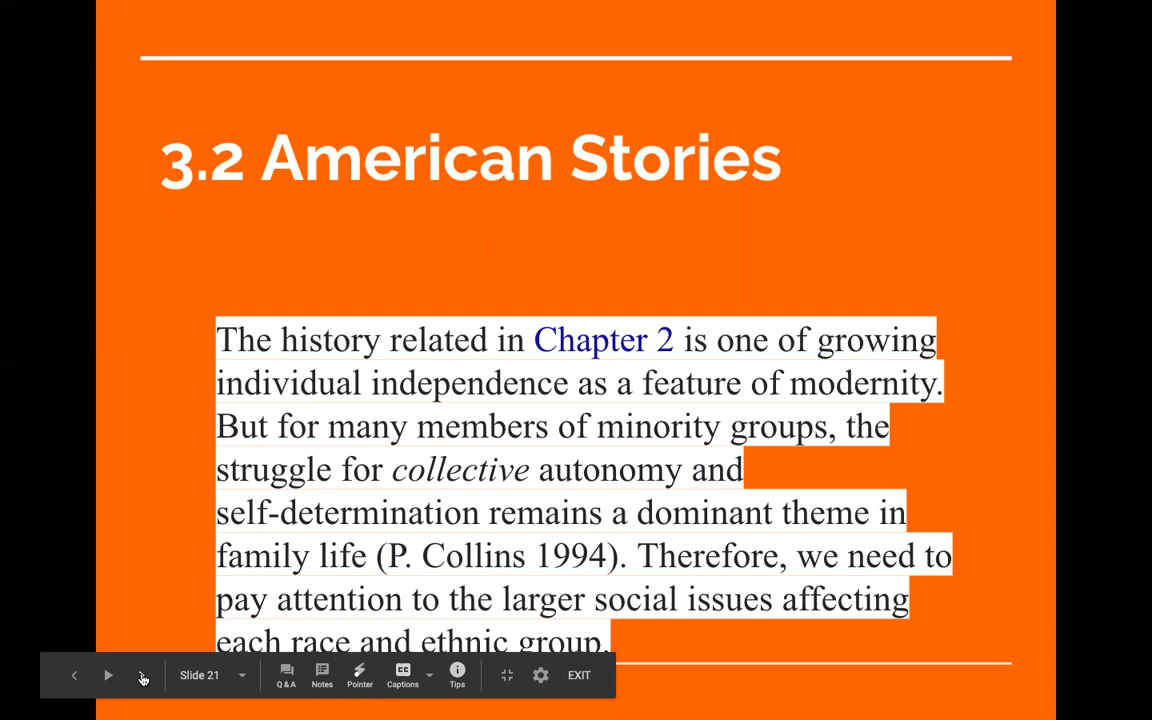 3.2 American Stories
The history related in Chapter 2 is one of growing
individual independence as a feature of modernity.
But for many members of minority groups, the
struggle for collective autonomy and
self-determination remains a dominant theme in
family life (P. Collins 1994). Therefore, we need to
pay attention to the larger social issues affecting
each race and ethnic group.
Slide 21
Q & A
Notes
Pointer
Captions
Tips
EXIT